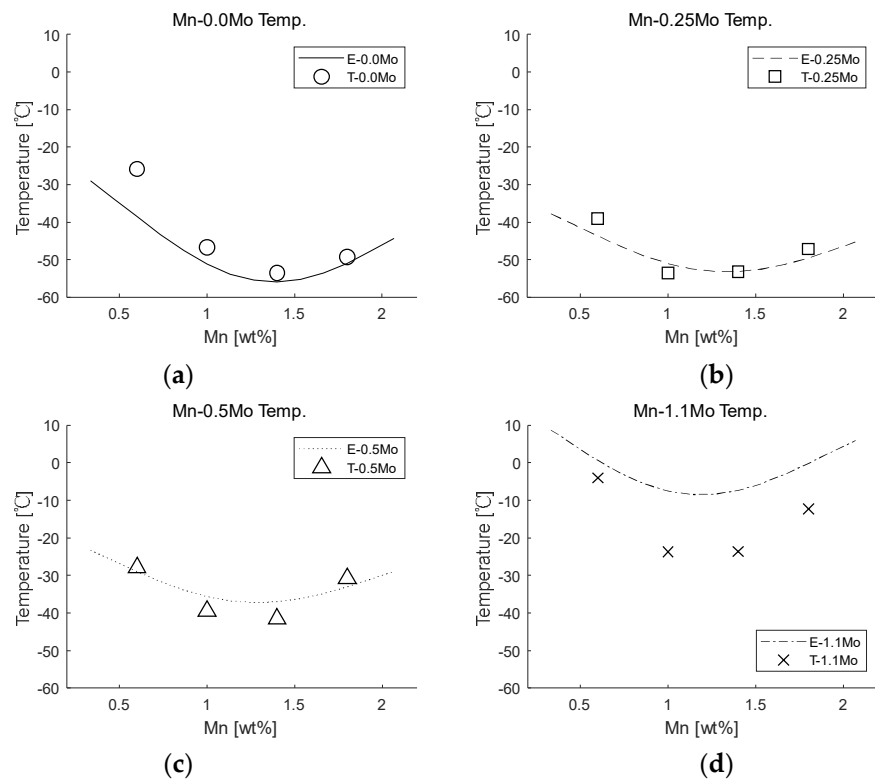 Mn-0.0Mo Temp.
10
0
-10
-20
-30
-40
-50
-60
Temperature [℃]
E-0.0Mo
T-0.0Mo
0.5
1
1.5
2
Mn [wt%]
(a)
Mn-0.25Mo Temp.
10
0
-10
-20
-30
-40
-50
-60
Temperature [℃]
E-0.25Mo
T-0.25Mo
0.5
1
1.5
2
Mn [wt%]
(b)
Mn-0.5Mo Temp.
10
0
-10
-20
-30
-40
-50
-60
Temperature [℃]
E-0.5Mo
T-0.5Mo
0.5
1
1.5
2
Mn [wt%]
(c)
Mn-1.1Mo Temp.
10
0
-10
-20
-30
-40
-50
-60
Temperature [℃]
E-1.1Mo
T-1.1Mo
0.5
1
1.5
2
Mn [wt%]
(d)